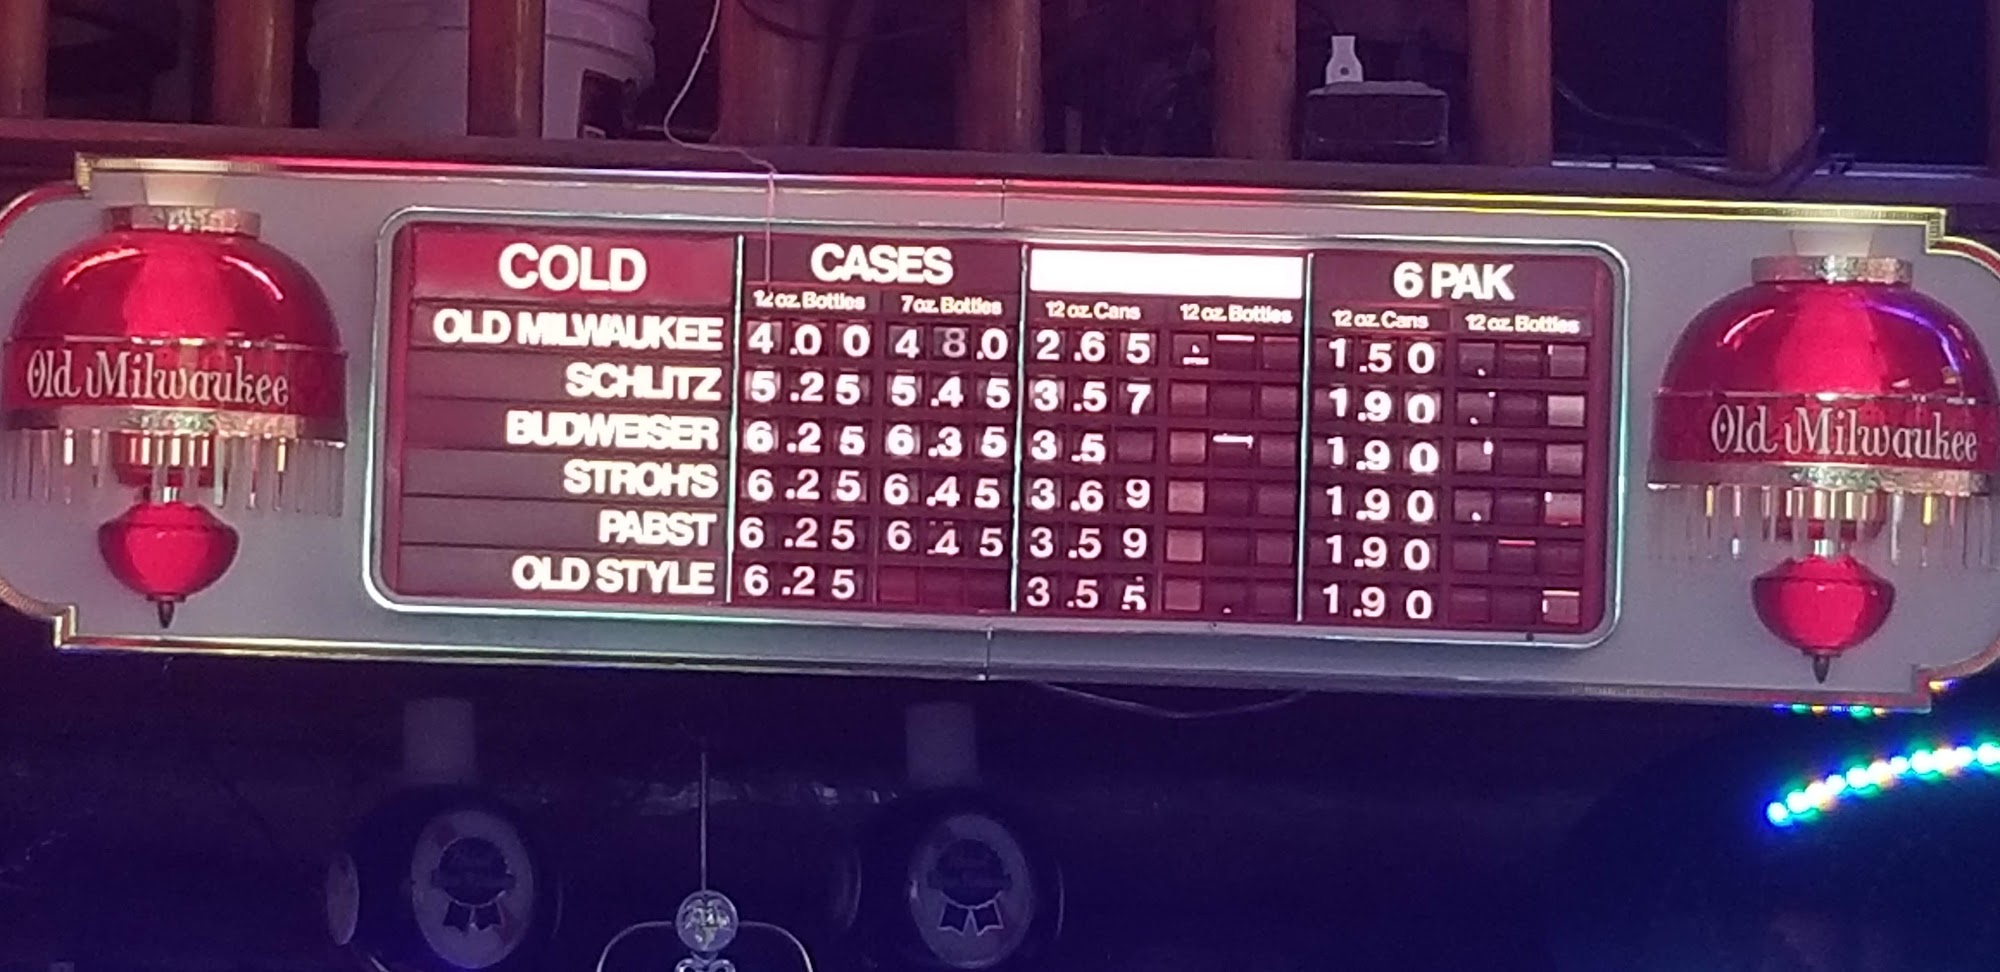 COLD CASES 6 PAK
12 oz. Bottles 7 oz. Bottles 12 oz. Cans 12 oz. Bottles 12 oz. Cans 12 oz. Bottles
OLD MILWAUKEE 4.00 48.0 2.65 1.50
SCHLITZ 5.25 5.45 3.57 1.90
BUDWEISER 6.25 6.35 3.5 1.90
STROH'S 6.25 6.45 3.69 1.90
PABST 6.25 6.45 3.59 1.90
OLD STYLE 6.25 3.55 1.90
Old Milwaukee
Old Milwaukee